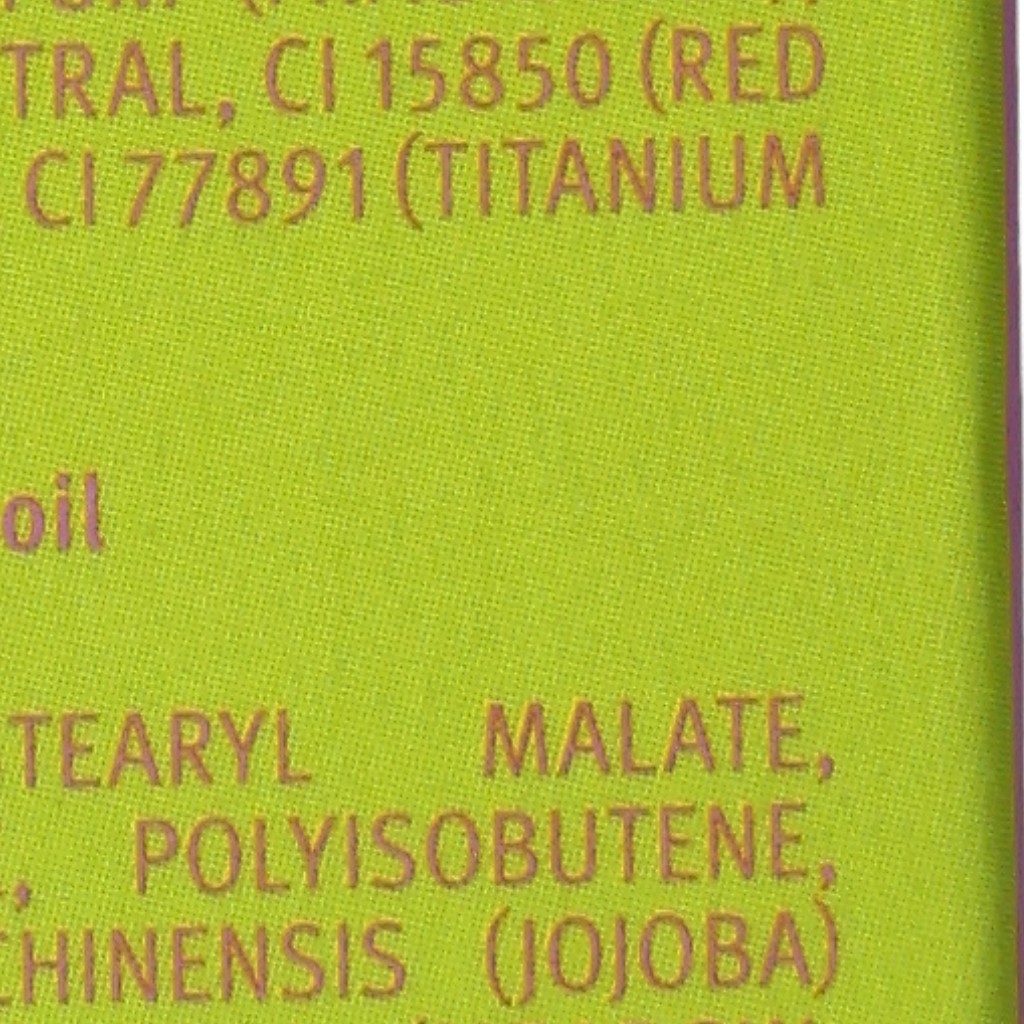 TRAL, CI 15850 (RED
CI 77891 (TITANIUM
oil
TEARYL MALATE,
, POLYISOBUTENE,
CHINENSIS (JOJOBA)